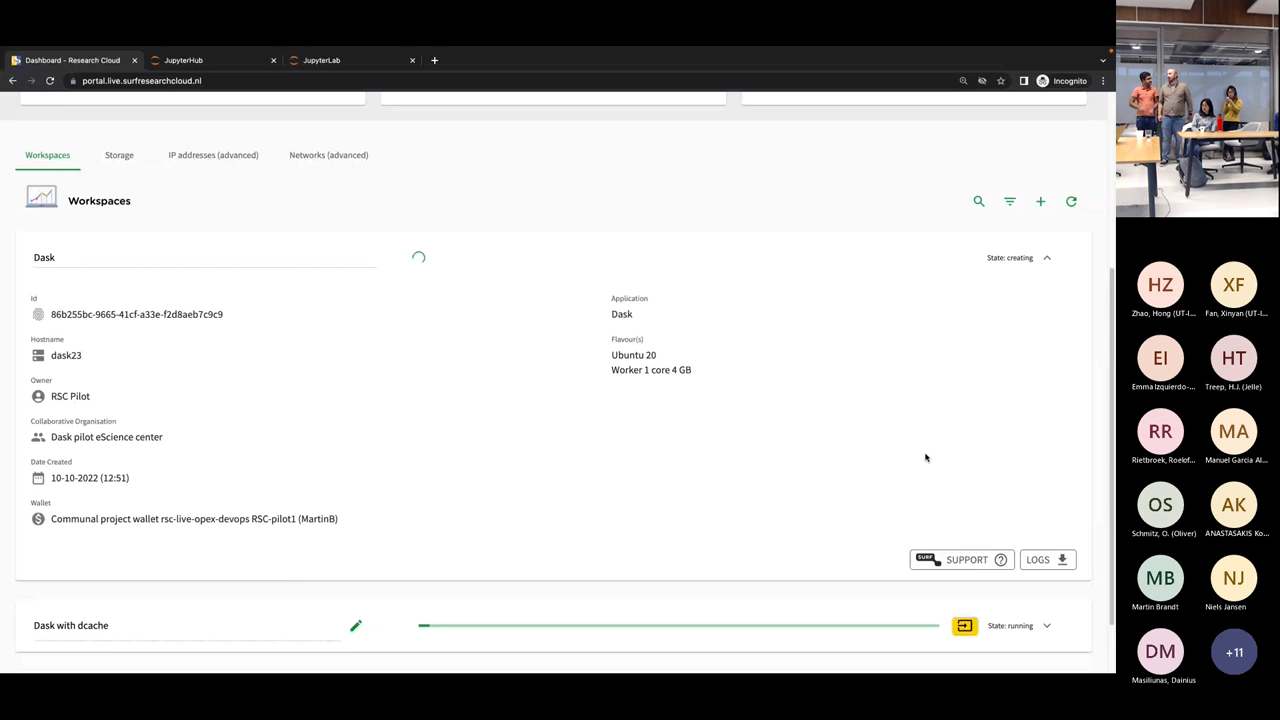 Dashboard - Research Cloud
JupyterHub
JupyterLab
portal.live.surfresearchcloud.nl
Incognito
Workspaces
Storage
IP addresses (advanced)
Networks (advanced)
Workspaces
Dask
State: creating
Id
86b255bc-9665-41cf-a33e-f2d8aeb7c9c9
Hostname
dask23
Owner
RSC Pilot
Collaborative Organisation
Dask pilot eScience center
Date Created
10-10-2022 (12:51)
Wallet
Communal project wallet rsc-live-opex-devops RSC-pilot1 (MartinB)
Application
Dask
Flavour(s)
Ubuntu 20
Worker 1 core 4 GB
SURF
SUPPORT
LOGS
Dask with dcache
State: running
HZ
Zhao, Hong (UT-I...
XF
Fan, Xinyan (UT-I...
EI
Emma Izquierdo-...
HT
Treep, H.J. (Jelle)
RR
Rietbroek, Roelof...
MA
Manuel Garcia Al...
OS
Schmitz, O. (Oliver)
AK
ANASTASAKIS Ko...
MB
Martin Brandt
NJ
Niels Jansen
DM
Masiliunas, Dainius
+11